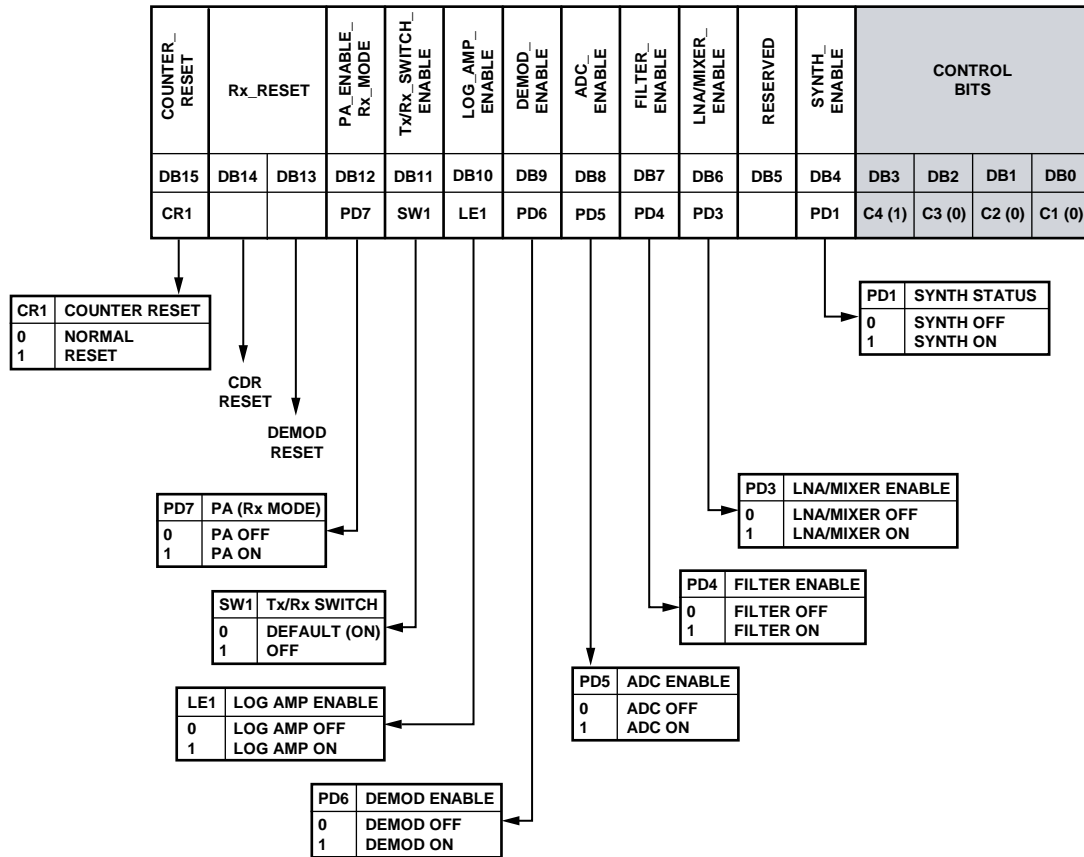 COUNTER_
RESET
Rx_RESET
PA_ENABLE_
Rx_MODE
Tx/Rx_SWITCH_
ENABLE
LOG_AMP_
ENABLE
DEMOD_
ENABLE
ADC_
ENABLE
FILTER_
ENABLE
LNA/MIXER_
ENABLE
RESERVED
SYNTH_
ENABLE
CONTROL
BITS
DB15 DB14 DB13 DB12 DB11 DB10 DB9 DB8 DB7 DB6 DB5 DB4 DB3 DB2 DB1 DB0
CR1 PD7 SW1 LE1 PD6 PD5 PD4 PD3 PD1 C4 (1) C3 (0) C2 (0) C1 (0)
CR1 COUNTER RESET
0 NORMAL
1 RESET
PD1 SYNTH STATUS
0 SYNTH OFF
1 SYNTH ON
CDR
RESET
DEMOD
RESET
PD7 PA (Rx MODE)
0 PA OFF
1 PA ON
PD3 LNA/MIXER ENABLE
0 LNA/MIXER OFF
1 LNA/MIXER ON
SW1 Tx/Rx SWITCH
0 DEFAULT (ON)
1 OFF
PD4 FILTER ENABLE
0 FILTER OFF
1 FILTER ON
LE1 LOG AMP ENABLE
0 LOG AMP OFF
1 LOG AMP ON
PD5 ADC ENABLE
0 ADC OFF
1 ADC ON
PD6 DEMOD ENABLE
0 DEMOD OFF
1 DEMOD ON